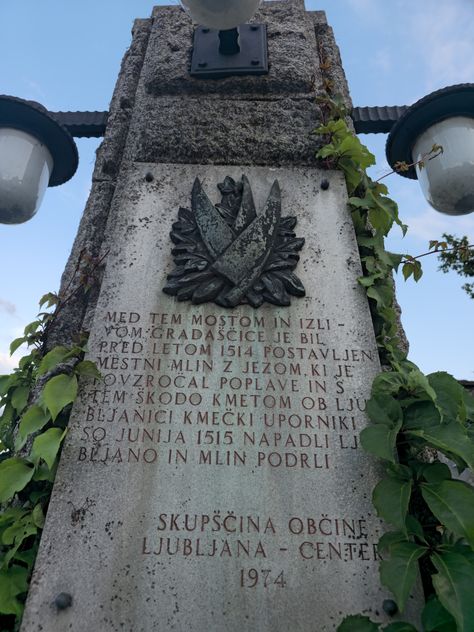 MED TEM MOSTOM IN IZLI-
VOM GRADAŠČICE JE BIL
PRED LETOM 1514 POSTAVLJEN
MESTNI MLIN Z JEZOM, KI JE
POVZROČAL POPLAVE IN S
TEM ŠKODO KMETOM OB LJU
BLJANICI KMEČKI UPORNIKI
SO JUNIJA 1515 NAPADLI LJ
BLJANO IN MLIN PODRLI
SKUPŠČINA OBČINE
LJUBLJANA - CENTER
1974